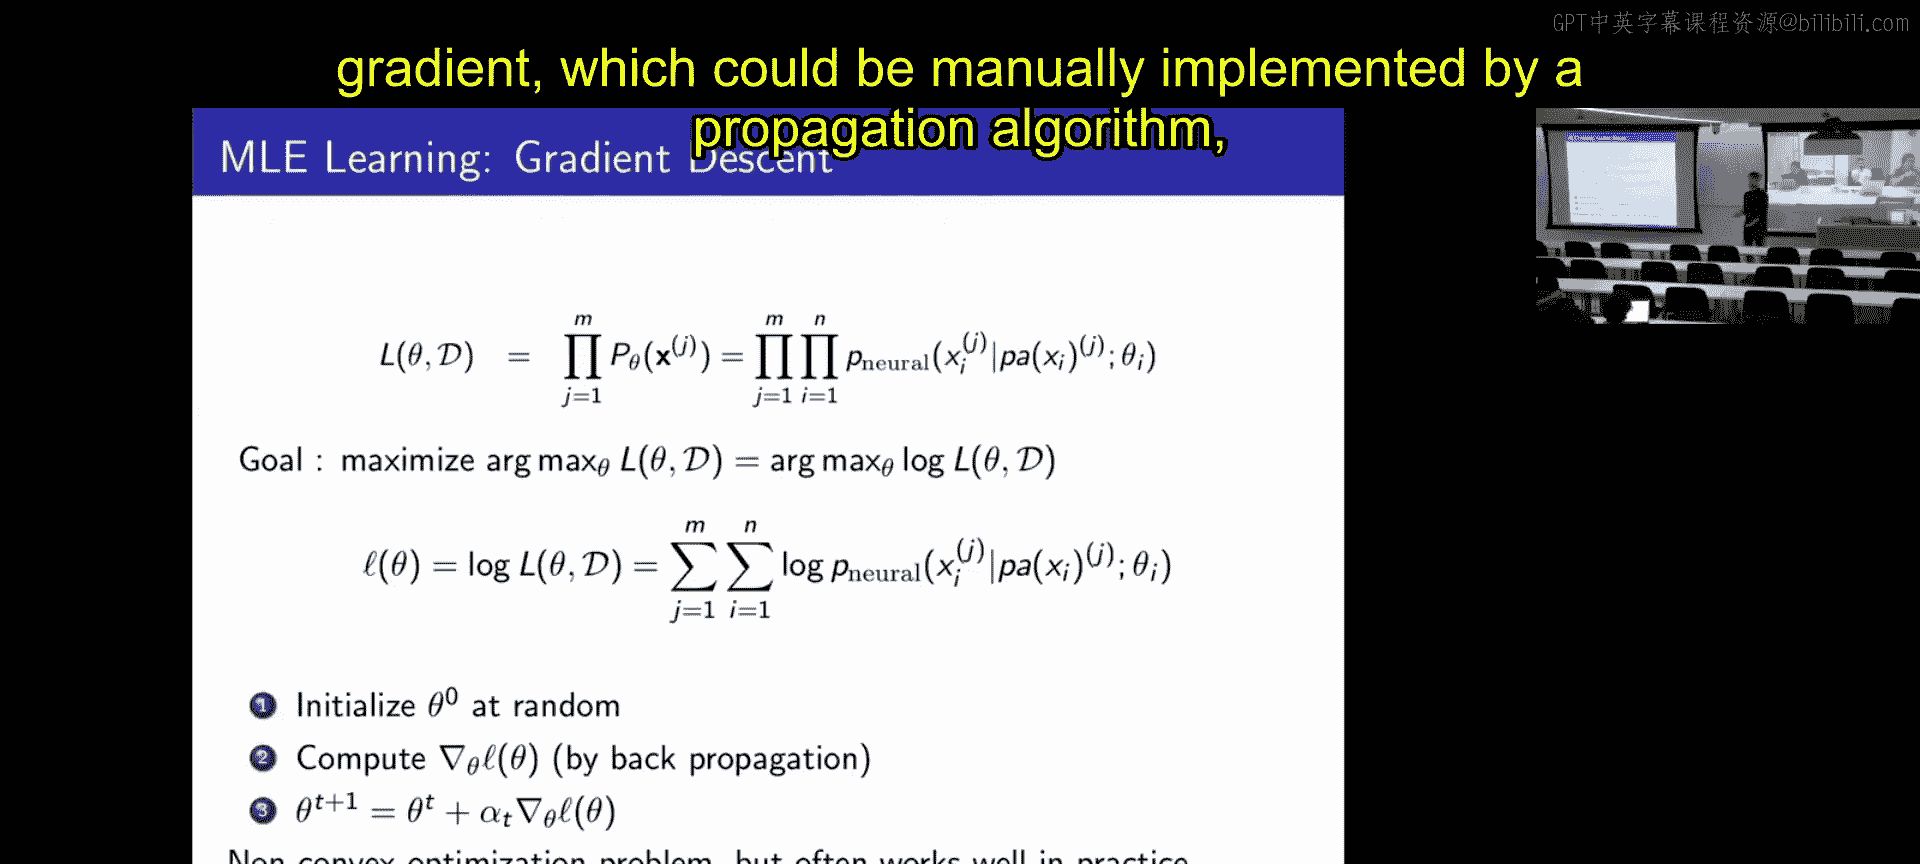 GPT中英字幕课程资源@bilibili.com
gradient, which could be manually implemented by a
propagation algorithm,
MLE Learning: Gradient Descent
L(θ, 𝒟) = ∏_{j=1}^{m} P_θ(x^{(j)}) = ∏_{j=1}^{m} ∏_{i=1}^{n} p_neural(x_i^{(j)}|pa(x_i)^{(j)}; θ_i)
Goal : maximize arg max_θ L(θ, 𝒟) = arg max_θ log L(θ, 𝒟)
ℓ(θ) = log L(θ, 𝒟) = ∑_{j=1}^{m} ∑_{i=1}^{n} log p_neural(x_i^{(j)}|pa(x_i)^{(j)}; θ_i)
1 Initialize θ^0 at random
2 Compute ∇_θ ℓ(θ) (by back propagation)
3 θ^{t+1} = θ^t + α_t ∇_θ ℓ(θ)
Non convex optimization problem, but often works well in practice